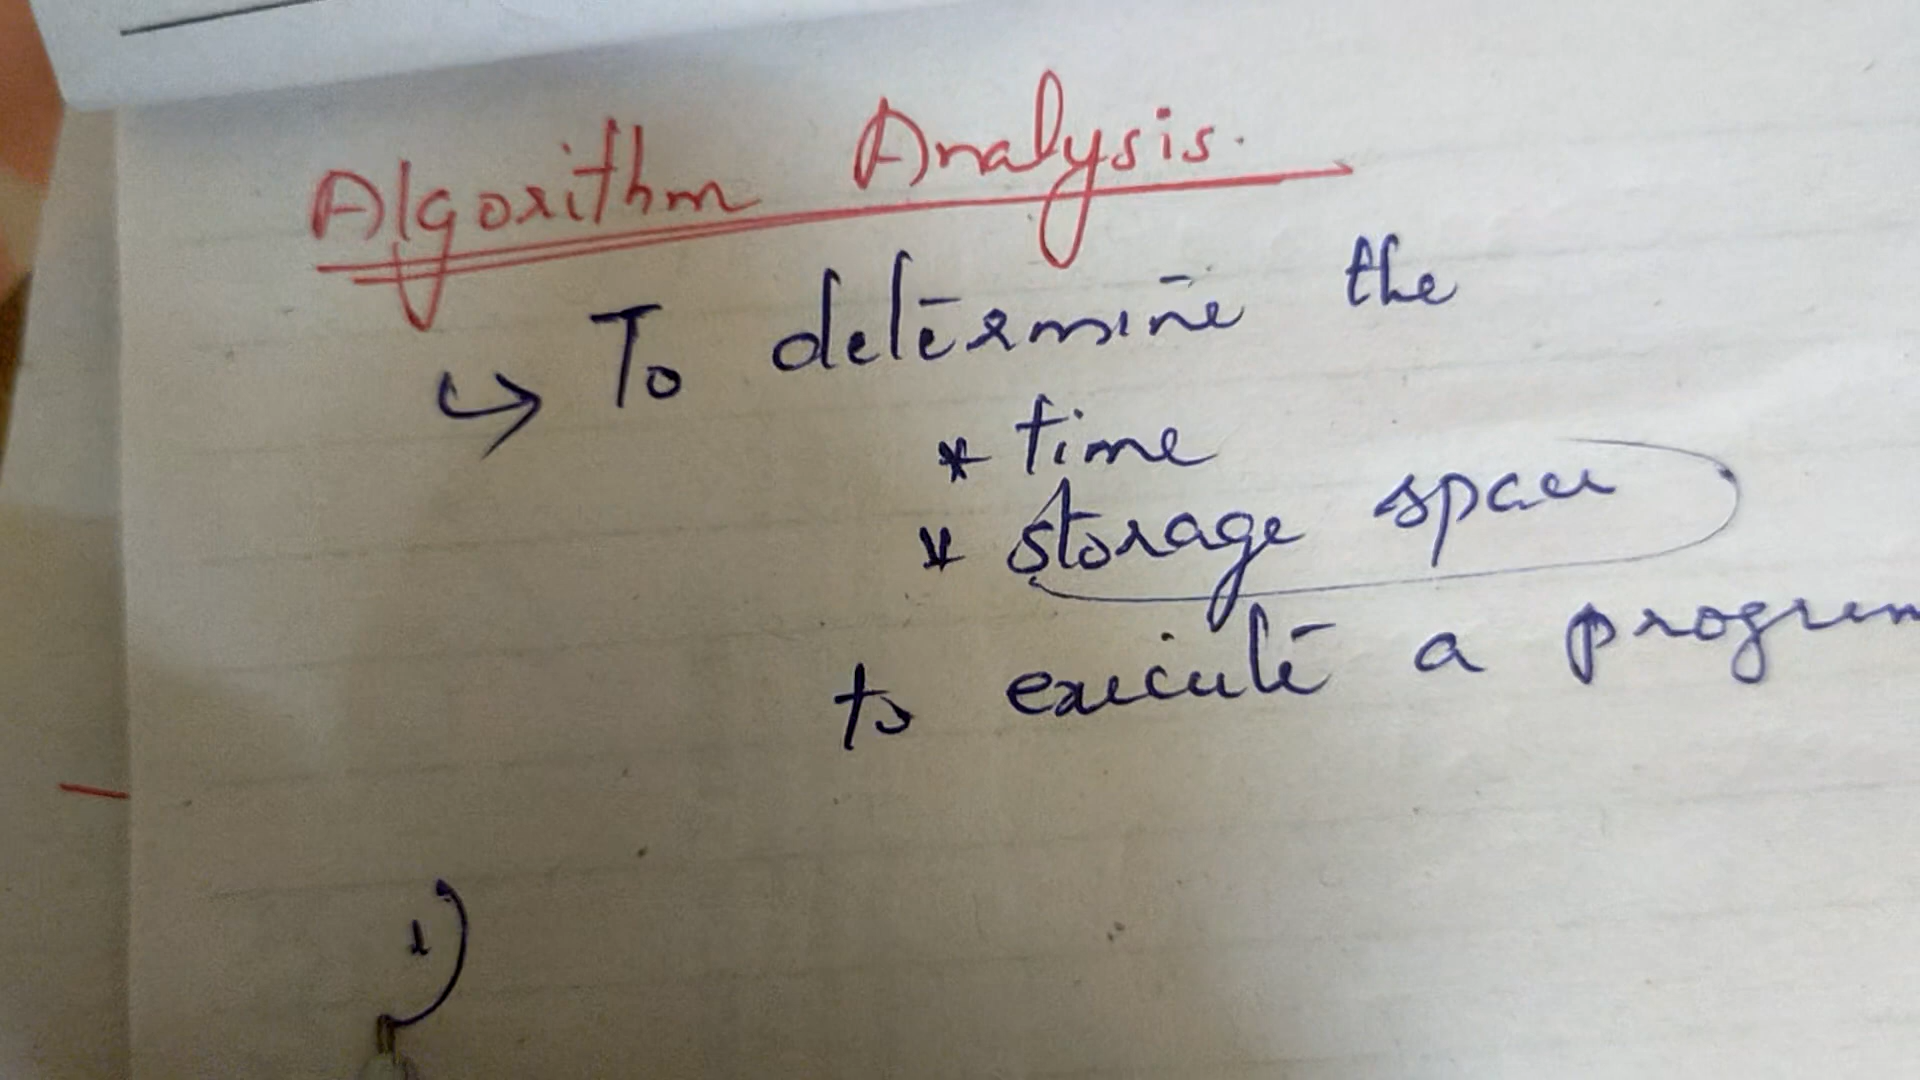 Algorithm Analysis.
↪ To determine the
* time
* storage space
to execute a program
1)